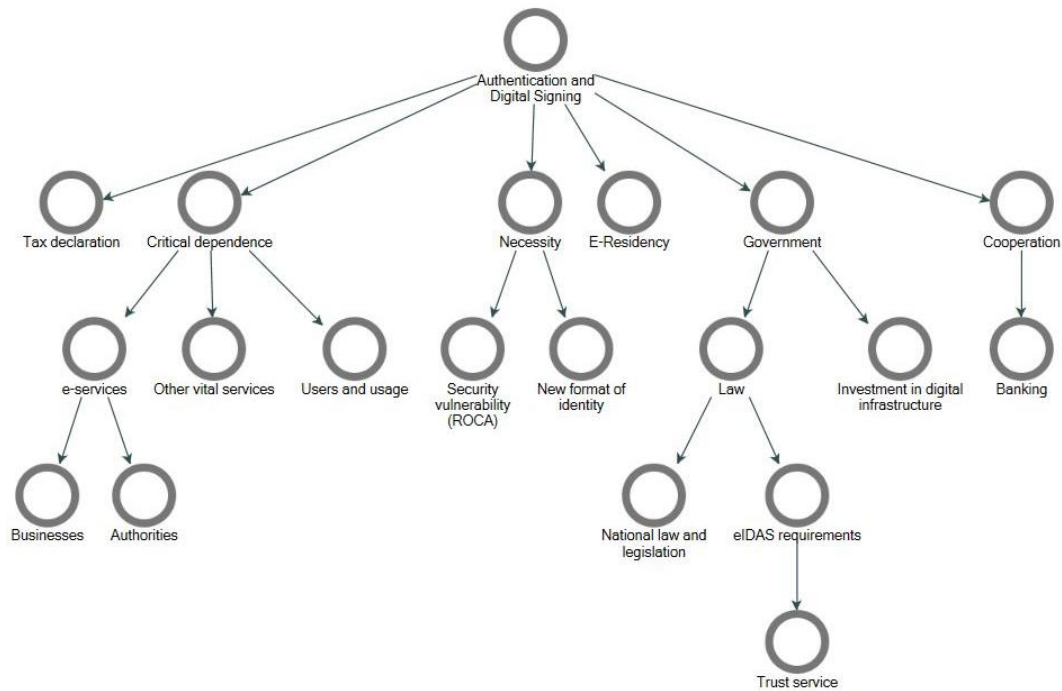 Authentication and
Digital Signing
Tax declaration
Critical dependence
Necessity
E-Residency
Government
Cooperation
e-services
Other vital services
Users and usage
Security
vulnerability
(ROCA)
New format of
identity
Law
Investment in digital
infrastructure
Banking
Businesses
Authorities
National law and
legislation
eIDAS requirements
Trust service